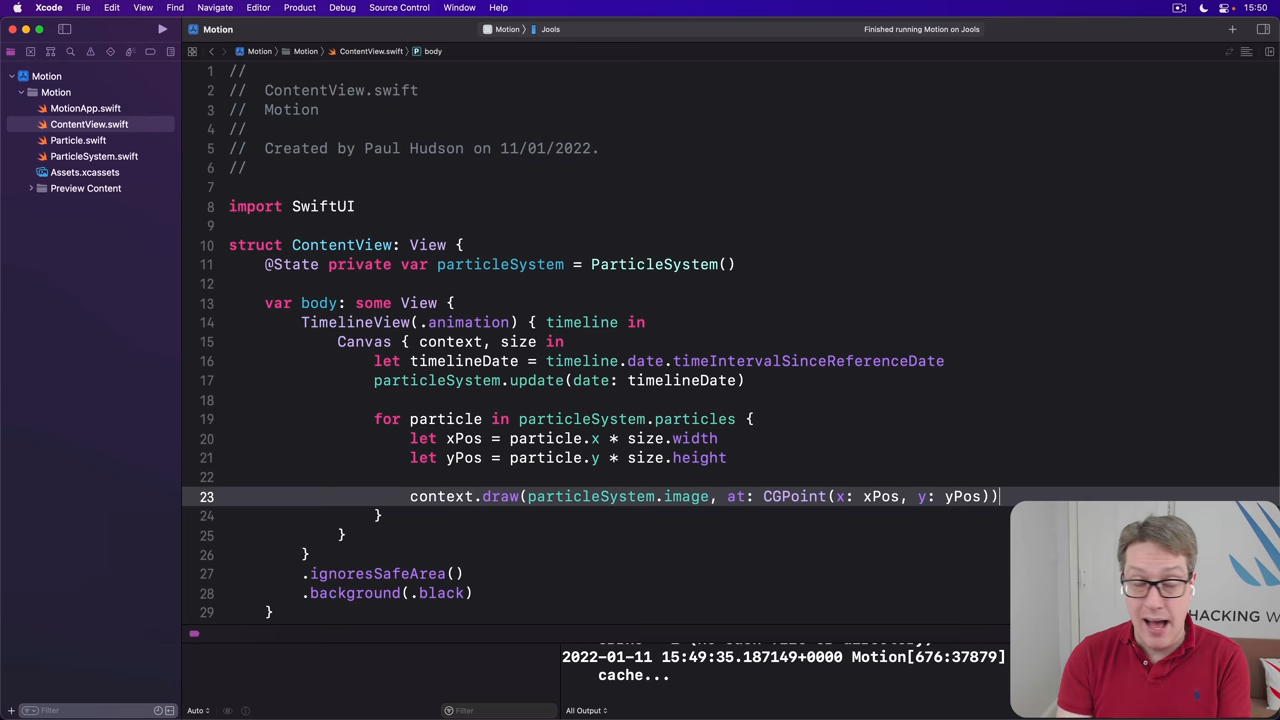 Xcode File Edit View Find Navigate Editor Product Debug Source Control Window Help 15:50
Motion Motion Jools Finished running Motion on Jools
Motion Motion ContentView.swift body
Motion
Motion
MotionApp.swift
ContentView.swift
Particle.swift
ParticleSystem.swift
Assets.xcassets
Preview Content
1 //
2 // ContentView.swift
3 // Motion
4 //
5 // Created by Paul Hudson on 11/01/2022.
6 //
7
8 import SwiftUI
9
10 struct ContentView: View {
11 @State private var particleSystem = ParticleSystem()
12
13 var body: some View {
14 TimelineView(.animation) { timeline in
15 Canvas { context, size in
16 let timelineDate = timeline.date.timeIntervalSinceReferenceDate
17 particleSystem.update(date: timelineDate)
18
19 for particle in particleSystem.particles {
20 let xPos = particle.x * size.width
21 let yPos = particle.y * size.height
22
23 context.draw(particleSystem.image, at: CGPoint(x: xPos, y: yPos))
24 }
25 }
26 }
27 .ignoresSafeArea()
28 .background(.black)
29 }
2022-01-11 15:49:35.187149+0000 Motion[676:37879]
cache...
HACKING W
Filter
Auto
Filter
All Output